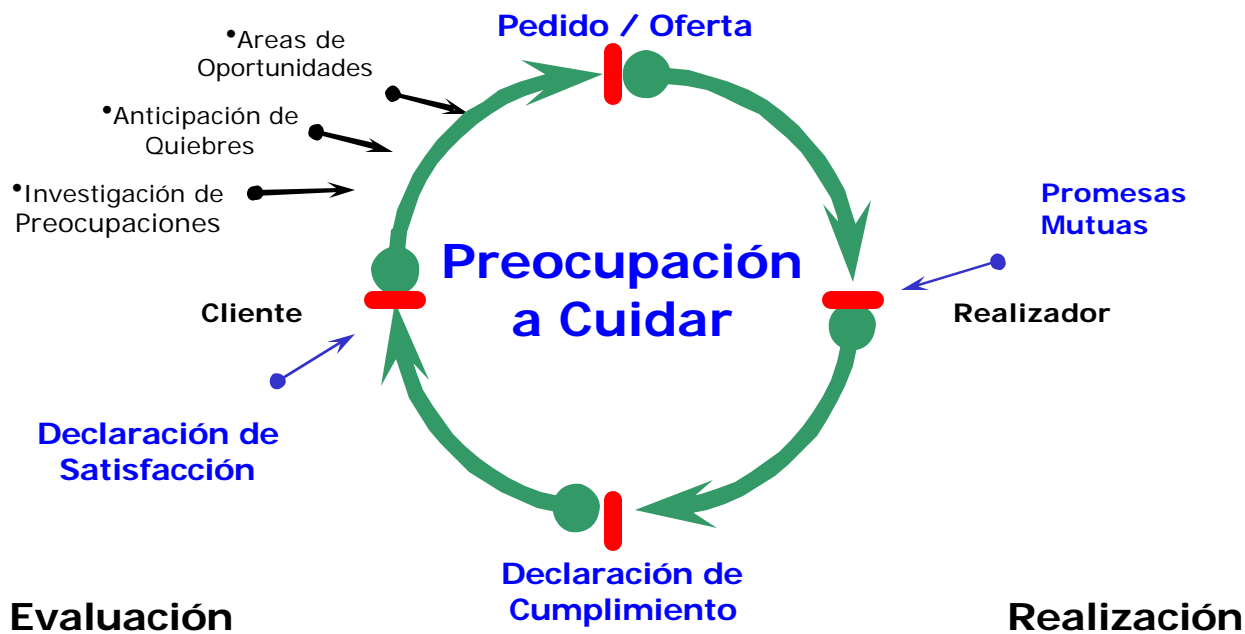 Pedido / Oferta
•Areas de
Oportunidades
•Anticipación de
Quiebres
•Investigación de
Preocupaciones
Promesas
Mutuas
Preocupación
a Cuidar
Cliente
Realizador
Declaración de
Satisfacción
Declaración de
Cumplimiento
Evaluación
Realización